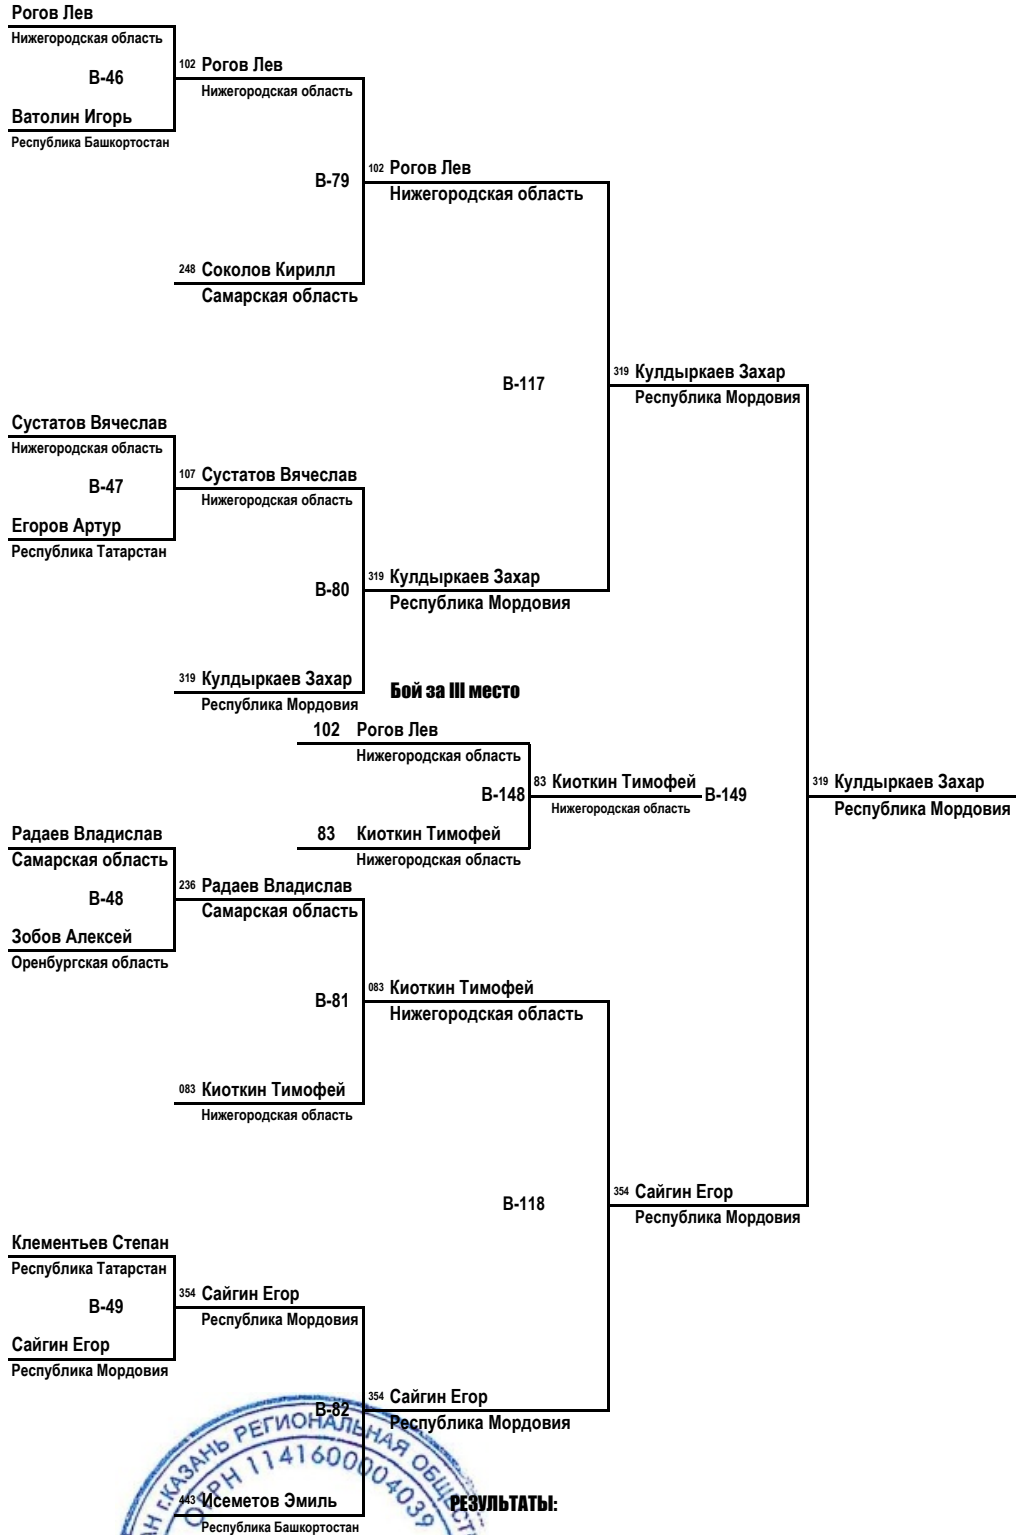 Рогов Лев
Нижегородская область
102 Рогов Лев
B-46
Нижегородская область
Ватолин Игорь
Республика Башкортостан
102 Рогов Лев
B-79
Нижегородская область
248 Соколов Кирилл
Самарская область
319 Кулдыркаев Захар
B-117
Республика Мордовия
Сустатов Вячеслав
Нижегородская область
107 Сустатов Вячеслав
B-47
Нижегородская область
Егоров Артур
Республика Татарстан
319 Кулдыркаев Захар
B-80
Республика Мордовия
319 Кулдыркаев Захар
Республика Мордовия
Бой за III место
102 Рогов Лев
Нижегородская область
83 Киоткин Тимофей
B-148
B-149
Нижегородская область
319 Кулдыркаев Захар
Республика Мордовия
83 Киоткин Тимофей
Нижегородская область
Радаев Владислав
Самарская область
236 Радаев Владислав
B-48
Самарская область
Зобов Алексей
Оренбургская область
083 Киоткин Тимофей
B-81
Нижегородская область
083 Киоткин Тимофей
Нижегородская область
354 Сайгин Егор
B-118
Республика Мордовия
Клементьев Степан
Республика Татарстан
354 Сайгин Егор
B-49
Республика Мордовия
Сайгин Егор
Республика Мордовия
354 Сайгин Егор
B-82
Республика Мордовия
443 Исеметов Эмиль
Республика Башкортостан
РЕЗУЛЬТАТЫ:
г.КАЗАНЬ РЕГИОНАЛЬНАЯ
ОГРН 1141600004039